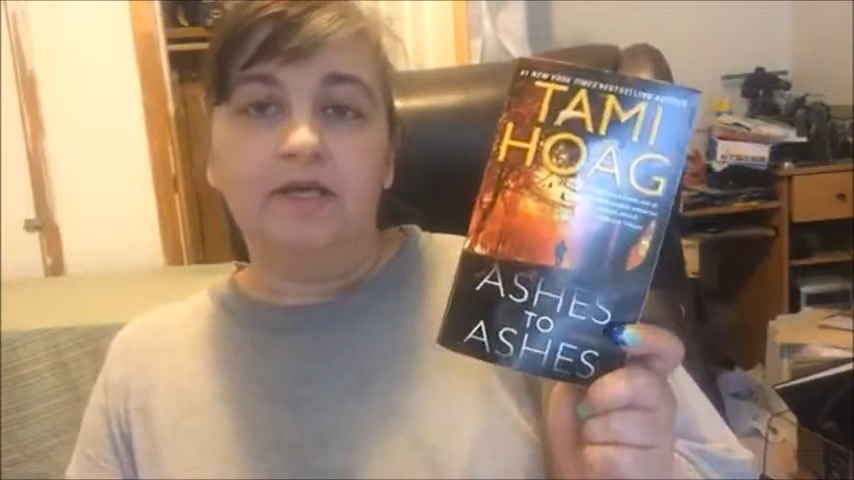 #1 NEW YORK TIMES BESTSELLING AUTHOR
TAMI
HOAG
ASHES
TO
ASHES